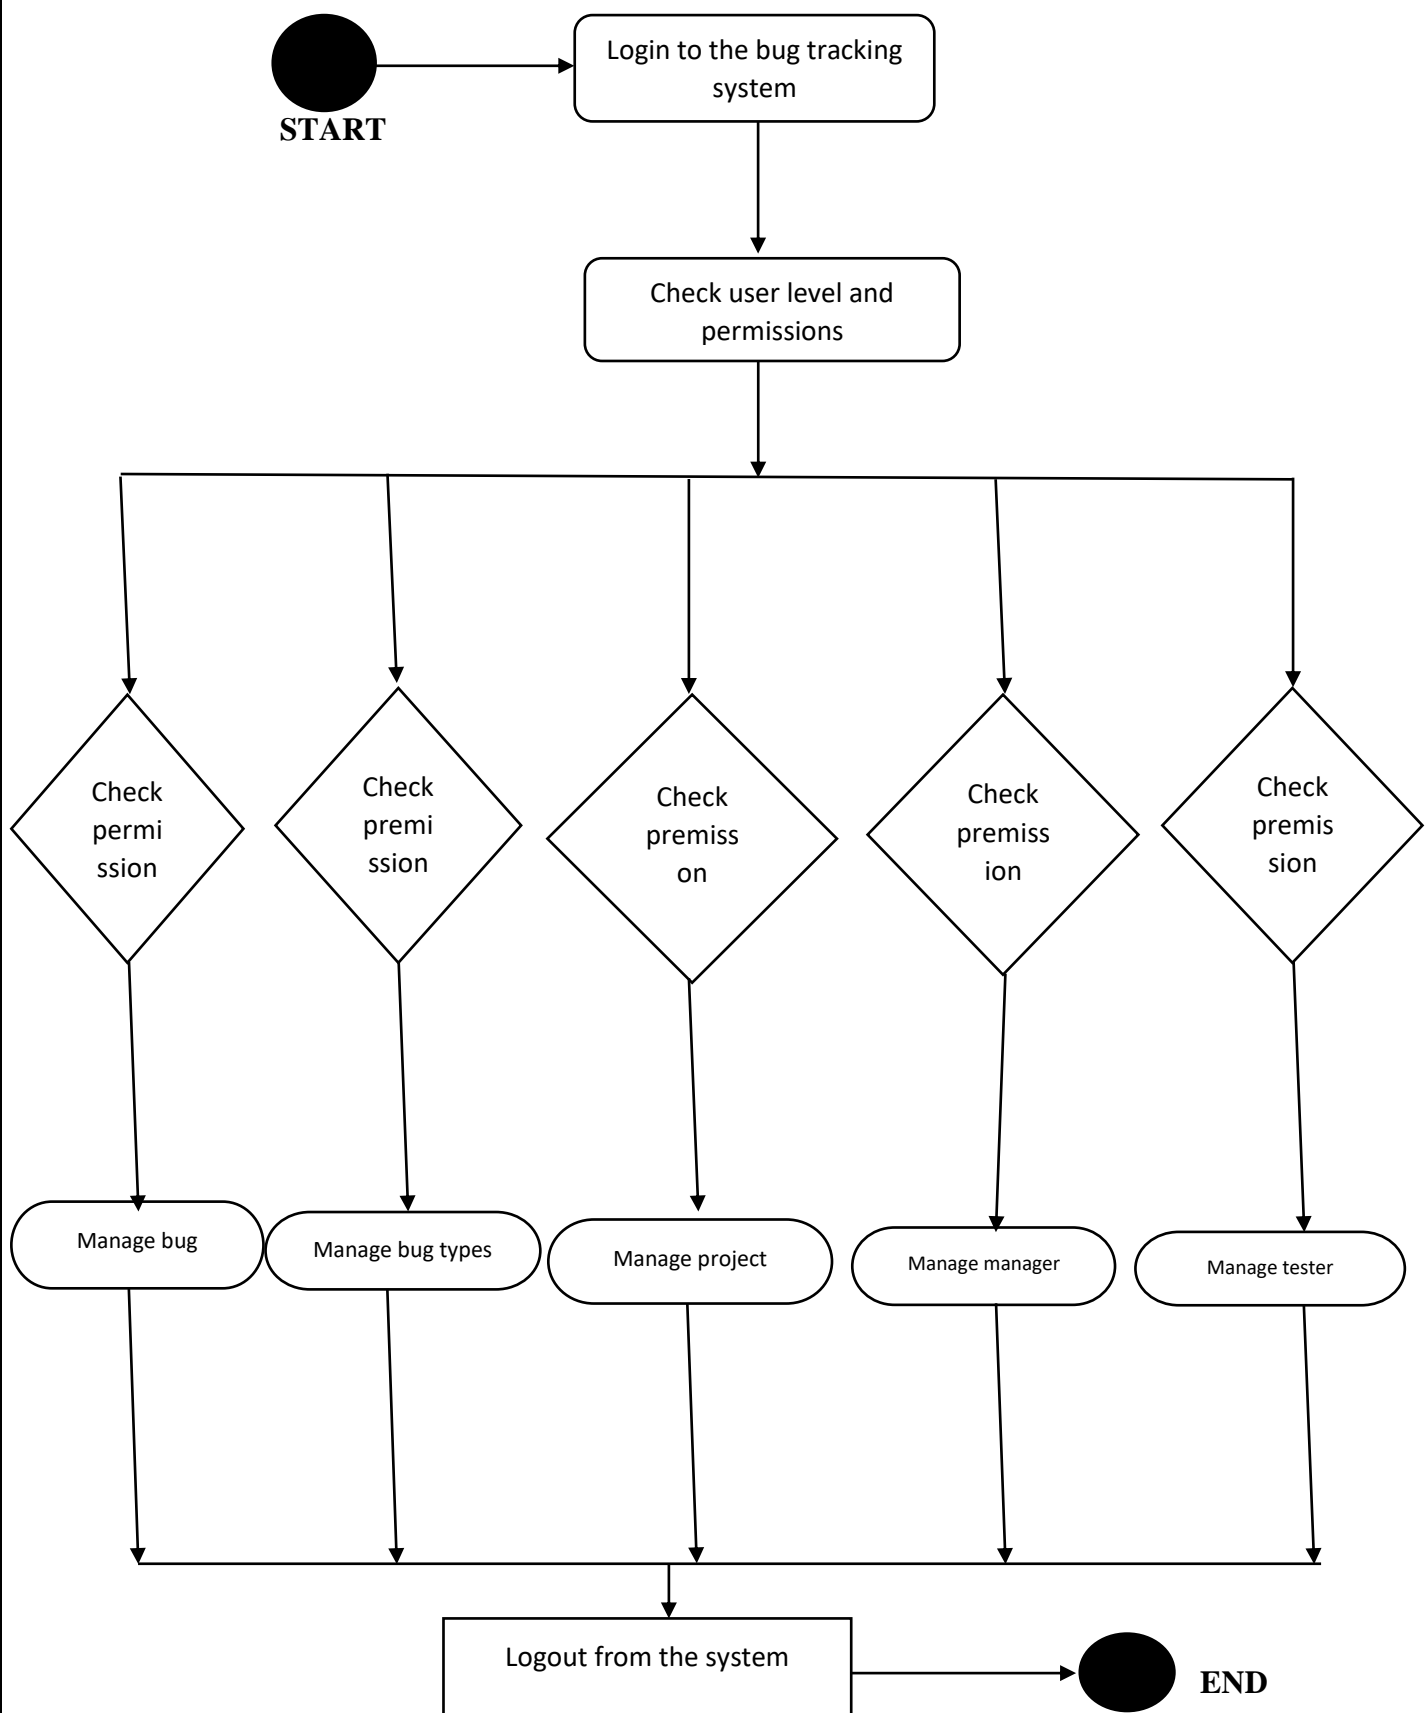 Login to the bug tracking
system
START
Check user level and
permissions
Check
permi
ssion
Check
premi
ssion
Check
premiss
on
Check
premiss
ion
Check
premis
sion
Manage bug
Manage bug types
Manage project
Manage manager
Manage tester
Logout from the system
END